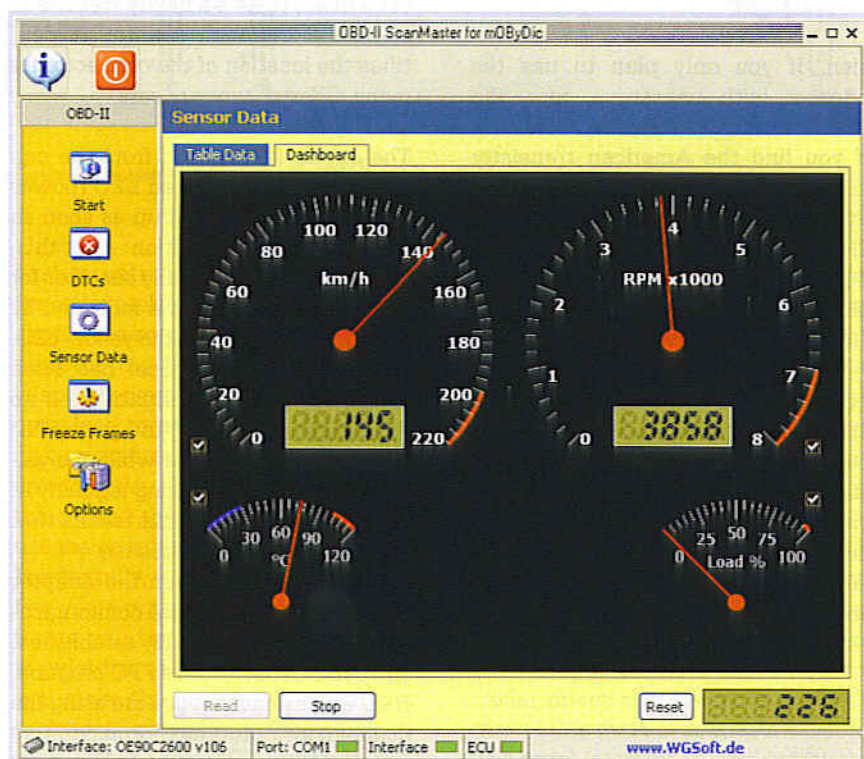 OBD-II ScanMaster for mOByDic
OBD-II
Start
DTCs
Sensor Data
Freeze Frames
Options
Sensor Data
Table Data Dashboard
0 20 40 60 80 100 120 140 160 180 200 220
km/h
145
0 1 2 3 4 5 6 7 8
RPM x1000
3858
0 30 60 90 120
°C
0 25 50 75 100
Load %
Read Stop Reset 226
Interface: OE90C2600 v106 Port: COM1 Interface ECU www.WGSoft.de